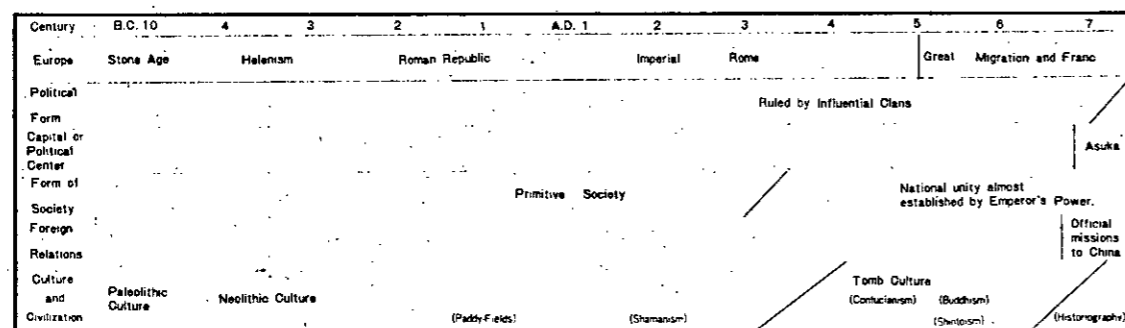 Century B.C. 10 4 3 2 1 A.D. 1 2 3 4 5 6 7
Europe Stone Age Helenism Roman Republic Imperial Rome Great Migration and Franc
Political
Form
Ruled by Influential Clans
Capital or
Political
Center
Asuka
Form of
Society
Primitive Society
National unity almost
established by Emperor's Power.
Foreign
Relations
Official
missions
to China
Culture
and
Civilization
Paleolithic
Culture
Neolithic Culture
(Paddy-Fields)
(Shamanism)
Tomb Culture
(Confucianism) (Buddhism)
(Shintoism)
(Historiography)